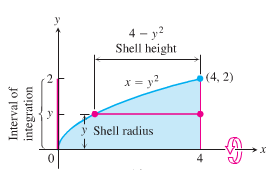 y
4 − y²
Shell height
2
x = y²
(4, 2)
Interval of
integration
y
y
Shell radius
0
4
x